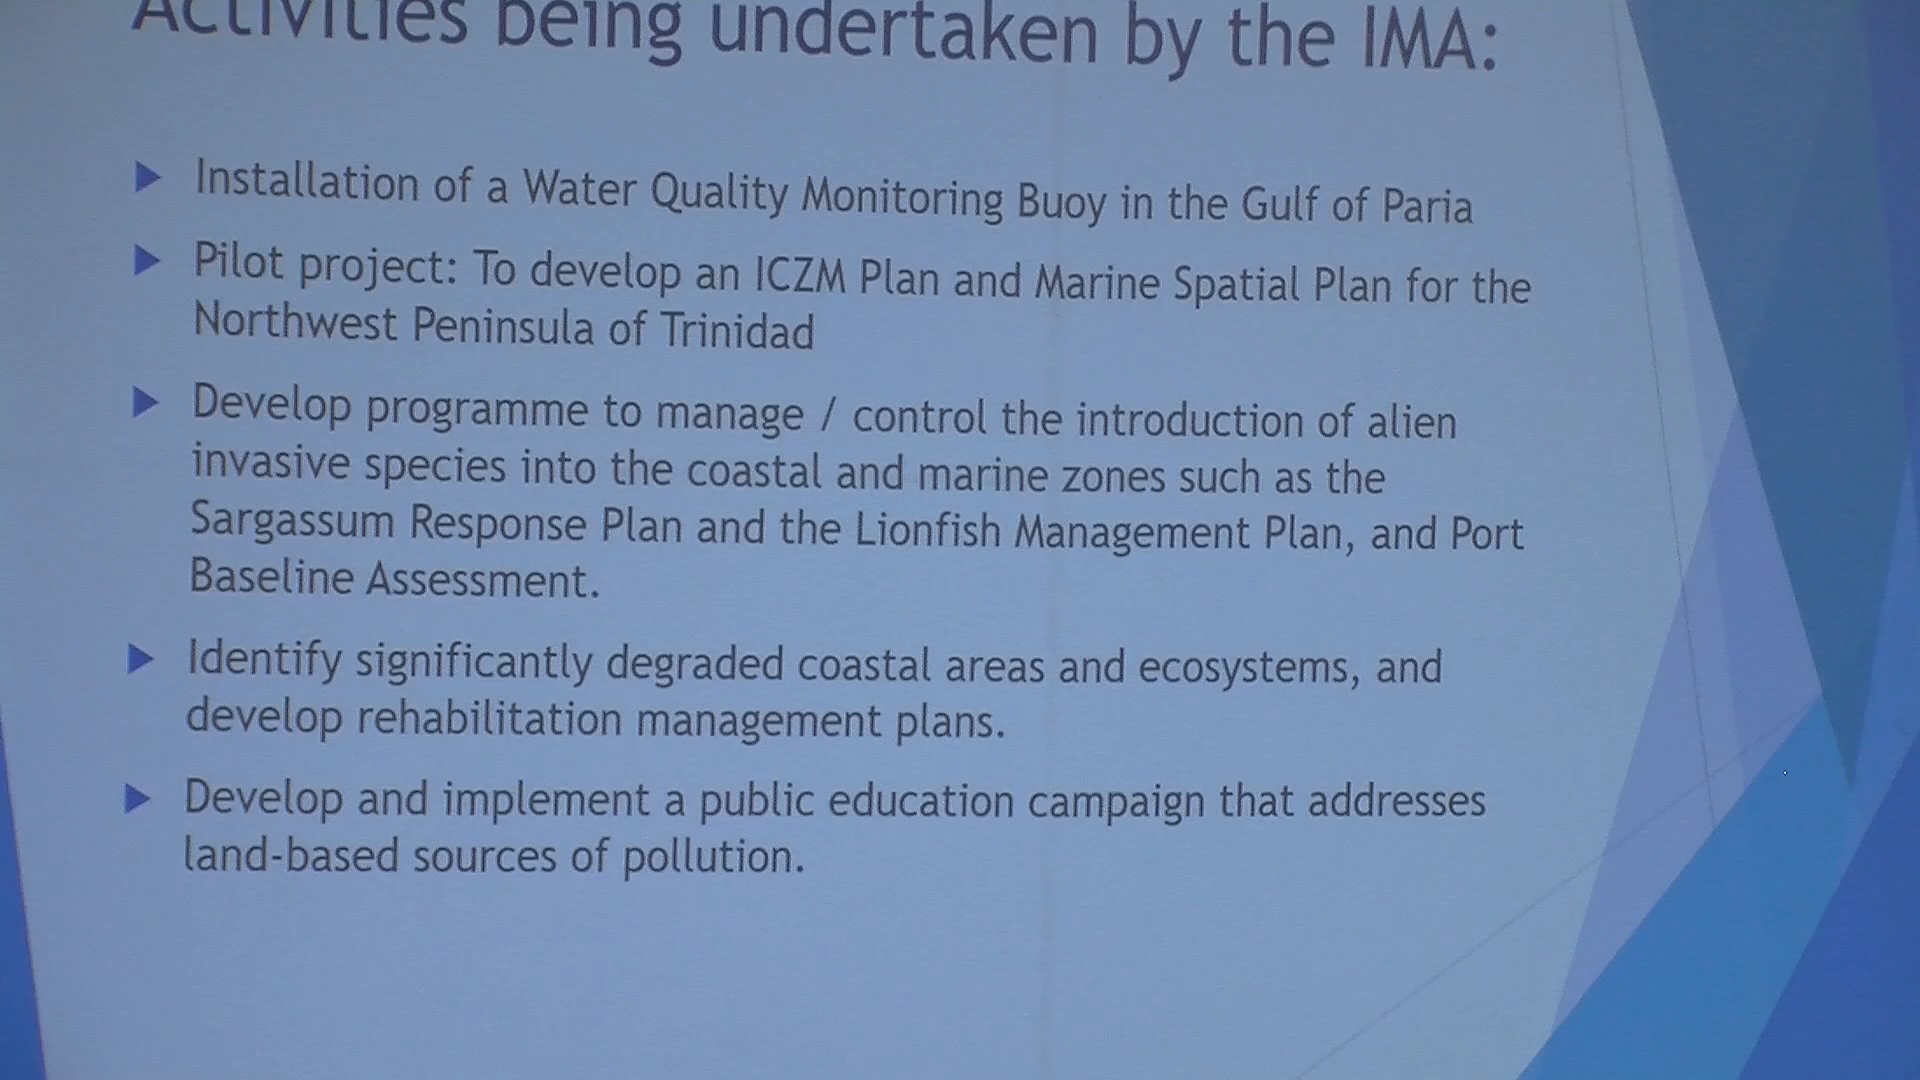 Activities being undertaken by the IMA:
Installation of a Water Quality Monitoring Buoy in the Gulf of Paria
Pilot project: To develop an ICZM Plan and Marine Spatial Plan for the
Northwest Peninsula of Trinidad
Develop programme to manage / control the introduction of alien
invasive species into the coastal and marine zones such as the
Sargassum Response Plan and the Lionfish Management Plan, and Port
Baseline Assessment.
Identify significantly degraded coastal areas and ecosystems, and
develop rehabilitation management plans.
Develop and implement a public education campaign that addresses
land-based sources of pollution.